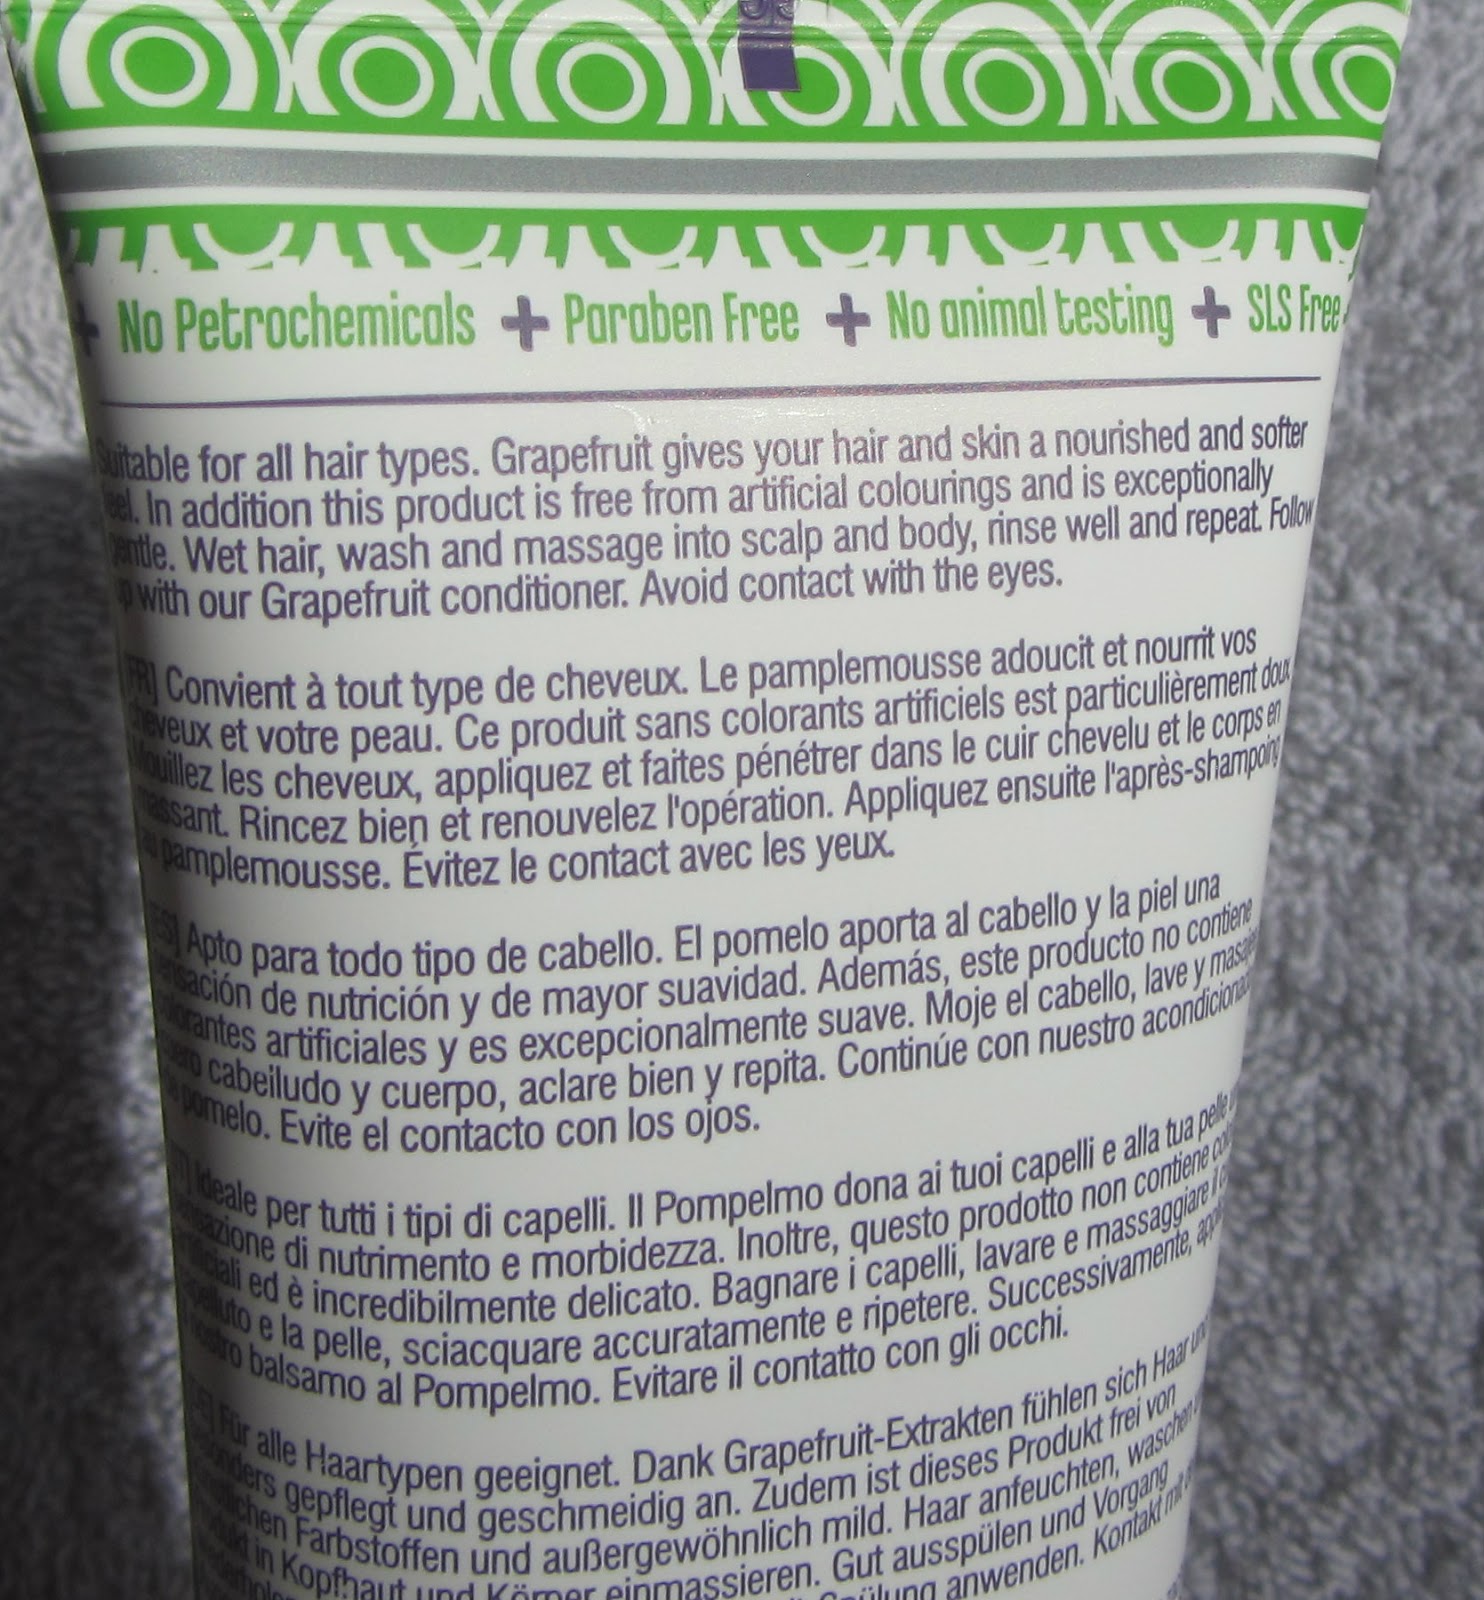 + No Petrochemicals + Paraben Free + No animal testing + SLS Free
Suitable for all hair types. Grapefruit gives your hair and skin a nourished and softer
feel. In addition this product is free from artificial colourings and is exceptionally
gentle. Wet hair, wash and massage into scalp and body, rinse well and repeat. Follow
up with our Grapefruit conditioner. Avoid contact with the eyes.
[FR] Convient à tout type de cheveux. Le pamplemousse adoucit et nourrit vos
cheveux et votre peau. Ce produit sans colorants artificiels est particulièrement doux
Mouillez les cheveux, appliquez et faites pénétrer dans le cuir chevelu et le corps en
massant. Rincez bien et renouvelez l'opération. Appliquez ensuite l'après-shampoing
au pamplemousse. Évitez le contact avec les yeux.
[ES] Apto para todo tipo de cabello. El pomelo aporta al cabello y la piel una
sensación de nutrición y de mayor suavidad. Además, este producto no contiene
colorantes artificiales y es excepcionalmente suave. Moje el cabello, lave y masajee
cabeiludo y cuerpo, aclare bien y repita. Continúe con nuestro
de pomelo. Evite el contacto con los ojos.
Ideale per tutti i tipi di capelli. Il Pompelmo dona ai tuoi capelli e alla tua pelle
sensazione di nutrimento e morbidezza. Inoltre, questo prodotto non contiene
ed è incredibilmente delicato. Bagnare i capelli, lavare e massaggiare il
e la pelle, sciacquare accuratamente e ripetere. Successivamente,
nostro balsamo al Pompelmo. Evitare il contatto con gli occhi.
Für alle Haartypen geeignet. Dank Grapefruit-Extrakten fühlen sich Haar und
gepflegt und geschmeidig an. Zudem ist dieses Produkt frei von
Farbstoffen und außergewöhnlich mild. Haar anfeuchten, waschen
in Kopfhaut und Körper einmassieren. Gut ausspülen und Vorgang
anwenden. Kontakt mit